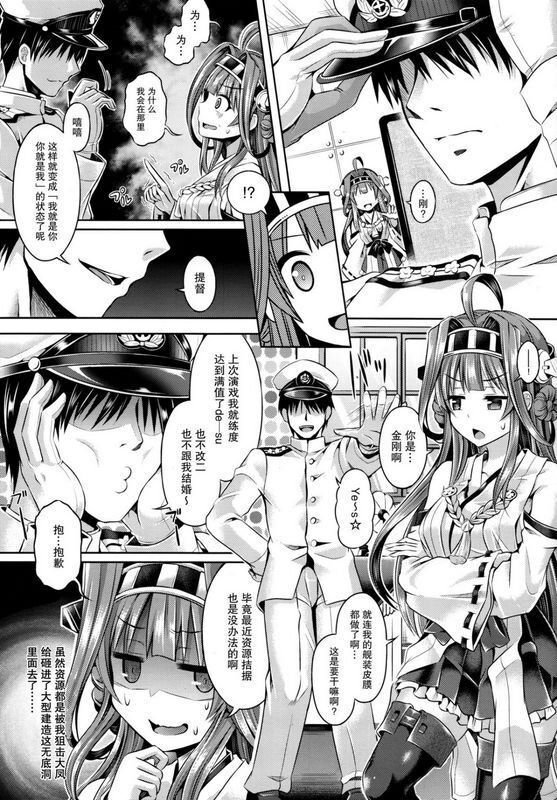 …刚？
!?
为…
为…
为什么
我会在那里
嘻嘻
这样就变成
「我就是你
你就是我」
的状态了呢
提督
…
你是…
金刚啊
Ye～s☆
上次演戏我就练度
达到满值了de－su
也不改二
也不跟我结婚～
抱…抱歉
就连我的舰装皮膜
都做了啊
这是要干嘛啊？
毕竟最近资源拮据
也是没办法的啊
虽然资源都是被我狙击大凤
给砸进了大型建造这无底洞
里面去了……